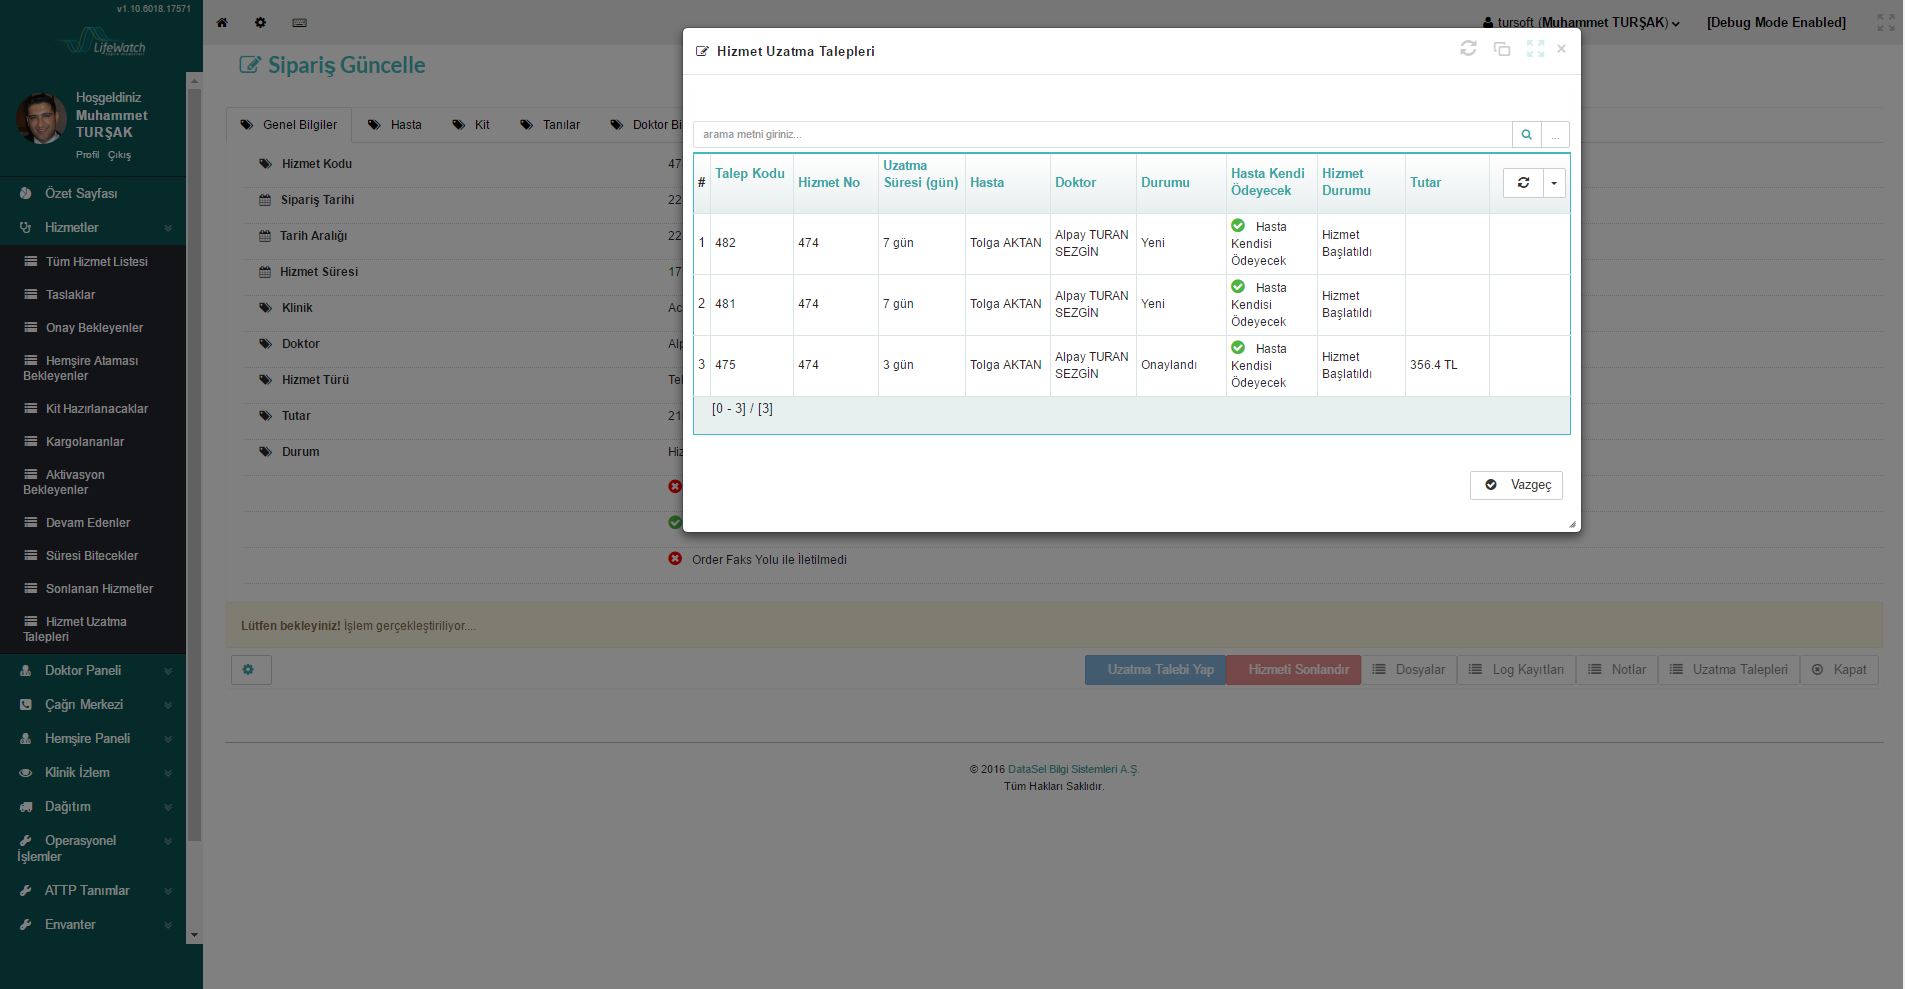 v1.10.6018.17571
LifeWatch
Hoşgeldiniz
Muhammet
TURŞAK
Profil Çıkış
Özet Sayfası
Hizmetler
Tüm Hizmet Listesi
Taslaklar
Onay Bekleyenler
Hemşire Ataması
Bekleyenler
Kit Hazırlanacaklar
Kargolananlar
Aktivasyon
Bekleyenler
Devam Edenler
Süresi Bitecekler
Sonlanan Hizmetler
Hizmet Uzatma
Talepleri
Doktor Paneli
Çağrı Merkezi
Hemşire Paneli
Klinik İzlem
Dağıtım
Operasyonel
İşlemler
ATTP Tanımlar
Envanter
tursoft (Muhammet TURŞAK) [Debug Mode Enabled]
Sipariş Güncelle
Genel Bilgiler Hasta Kit Tanılar Doktor Bi
Hizmet Kodu 47
Sipariş Tarihi 22
Tarih Aralığı 22
Hizmet Süresi 17
Klinik Ac
Doktor Alp
Hizmet Türü Tel
Tutar 21
Durum Hiz
Order Faks Yolu ile İletilmedi
Lütfen bekleyiniz! İşlem gerçekleştiriliyor....
Uzatma Talebi Yap Hizmeti Sonlandır Dosyalar Log Kayıtları Notlar Uzatma Talepleri Kapat
© 2016 DataSel Bilgi Sistemleri A.Ş.
Tüm Hakları Saklıdır.
Hizmet Uzatma Talepleri
arama metni giriniz... ...
# Talep Kodu Hizmet No Uzatma Süresi (gün) Hasta Doktor Durumu Hasta Kendi Ödeyecek Hizmet Durumu Tutar
1 482 474 7 gün Tolga AKTAN Alpay TURAN SEZGİN Yeni Hasta Kendisi Ödeyecek Hizmet Başlatıldı
2 481 474 7 gün Tolga AKTAN Alpay TURAN SEZGİN Yeni Hasta Kendisi Ödeyecek Hizmet Başlatıldı
3 475 474 3 gün Tolga AKTAN Alpay TURAN SEZGİN Onaylandı Hasta Kendisi Ödeyecek Hizmet Başlatıldı 356.4 TL
[0 - 3] / [3]
Vazgeç